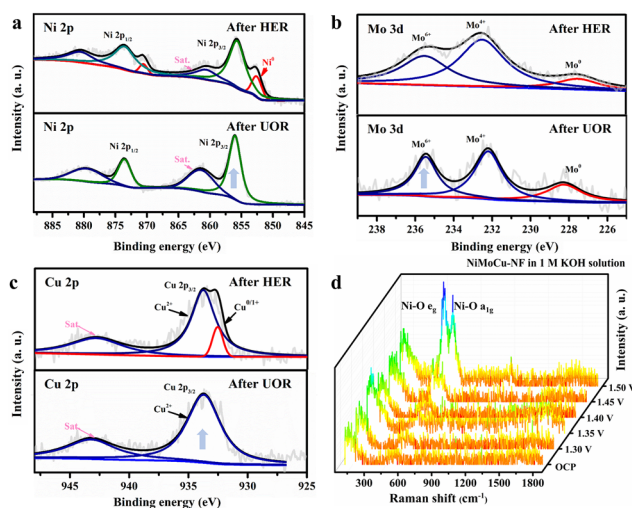 a
Ni 2p
After HER
Ni 2p1/2
Ni 2p3/2
Sat.
Ni0
Ni 2p
After UOR
Ni 2p1/2
Ni 2p3/2
Sat.
Intensity (a. u.)
885 880 875 870 865 860 855 850 845
Binding energy (eV)
b
Mo 3d
After HER
Mo6+
Mo4+
Mo0
Mo 3d
After UOR
Mo6+
Mo4+
Mo0
Intensity (a. u.)
239 236 234 232 230 228 226
Binding energy (eV)
c
Cu 2p
After HER
Cu 2p3/2
Cu2+
Cu0/1+
Sat.
Cu 2p
After UOR
Cu 2p3/2
Cu2+
Sat.
Intensity (a. u.)
945 940 935 930 925
Binding energy (eV)
NiMoCu-NF in 1 M KOH solution
d
Ni-O eg
Ni-O a1g
Intensity (a. u.)
1.50 V
1.45 V
1.40 V
1.35 V
1.30 V
OCP
300 600 900 1200 1500 1800
Raman shift (cm-1)